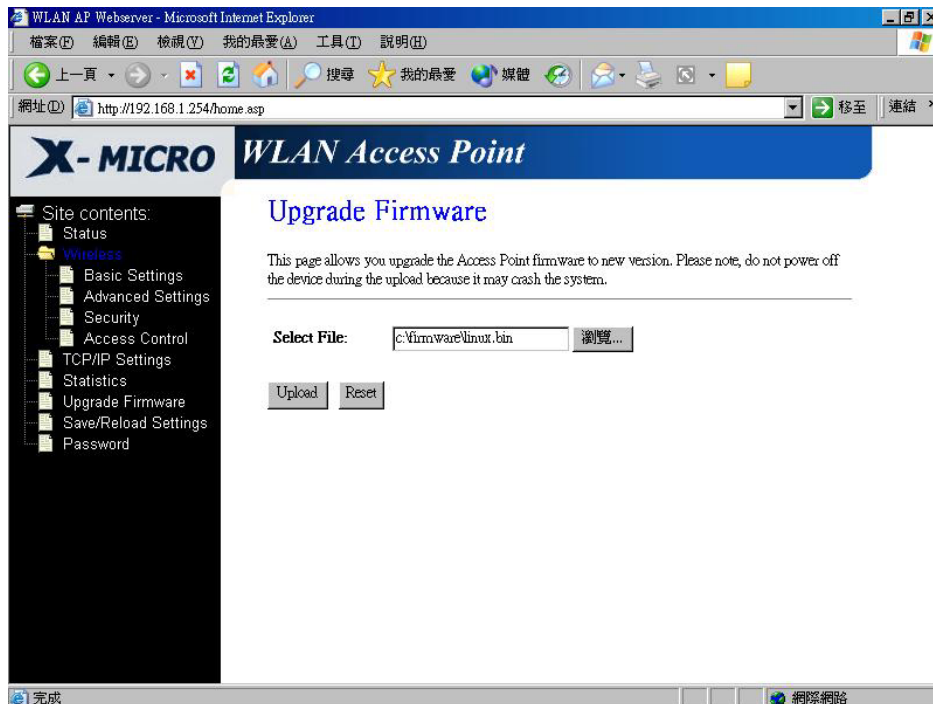 WLAN AP Webserver - Microsoft Internet Explorer
檔案(F) 編輯(E) 檢視(V) 我的最愛(A) 工具(T) 說明(H)
上一頁 搜尋 我的最愛 媒體
網址(D) http://192.168.1.254/home.asp 移至 連結
X-MICRO WLAN Access Point
Site contents:
Status
Wireless
Basic Settings
Advanced Settings
Security
Access Control
TCP/IP Settings
Statistics
Upgrade Firmware
Save/Reload Settings
Password
Upgrade Firmware
This page allows you upgrade the Access Point firmware to new version. Please note, do not power off
the device during the upload because it may crash the system.
Select File: c:\firmware\linux.bin 瀏覽...
Upload Reset
完成 網際網路